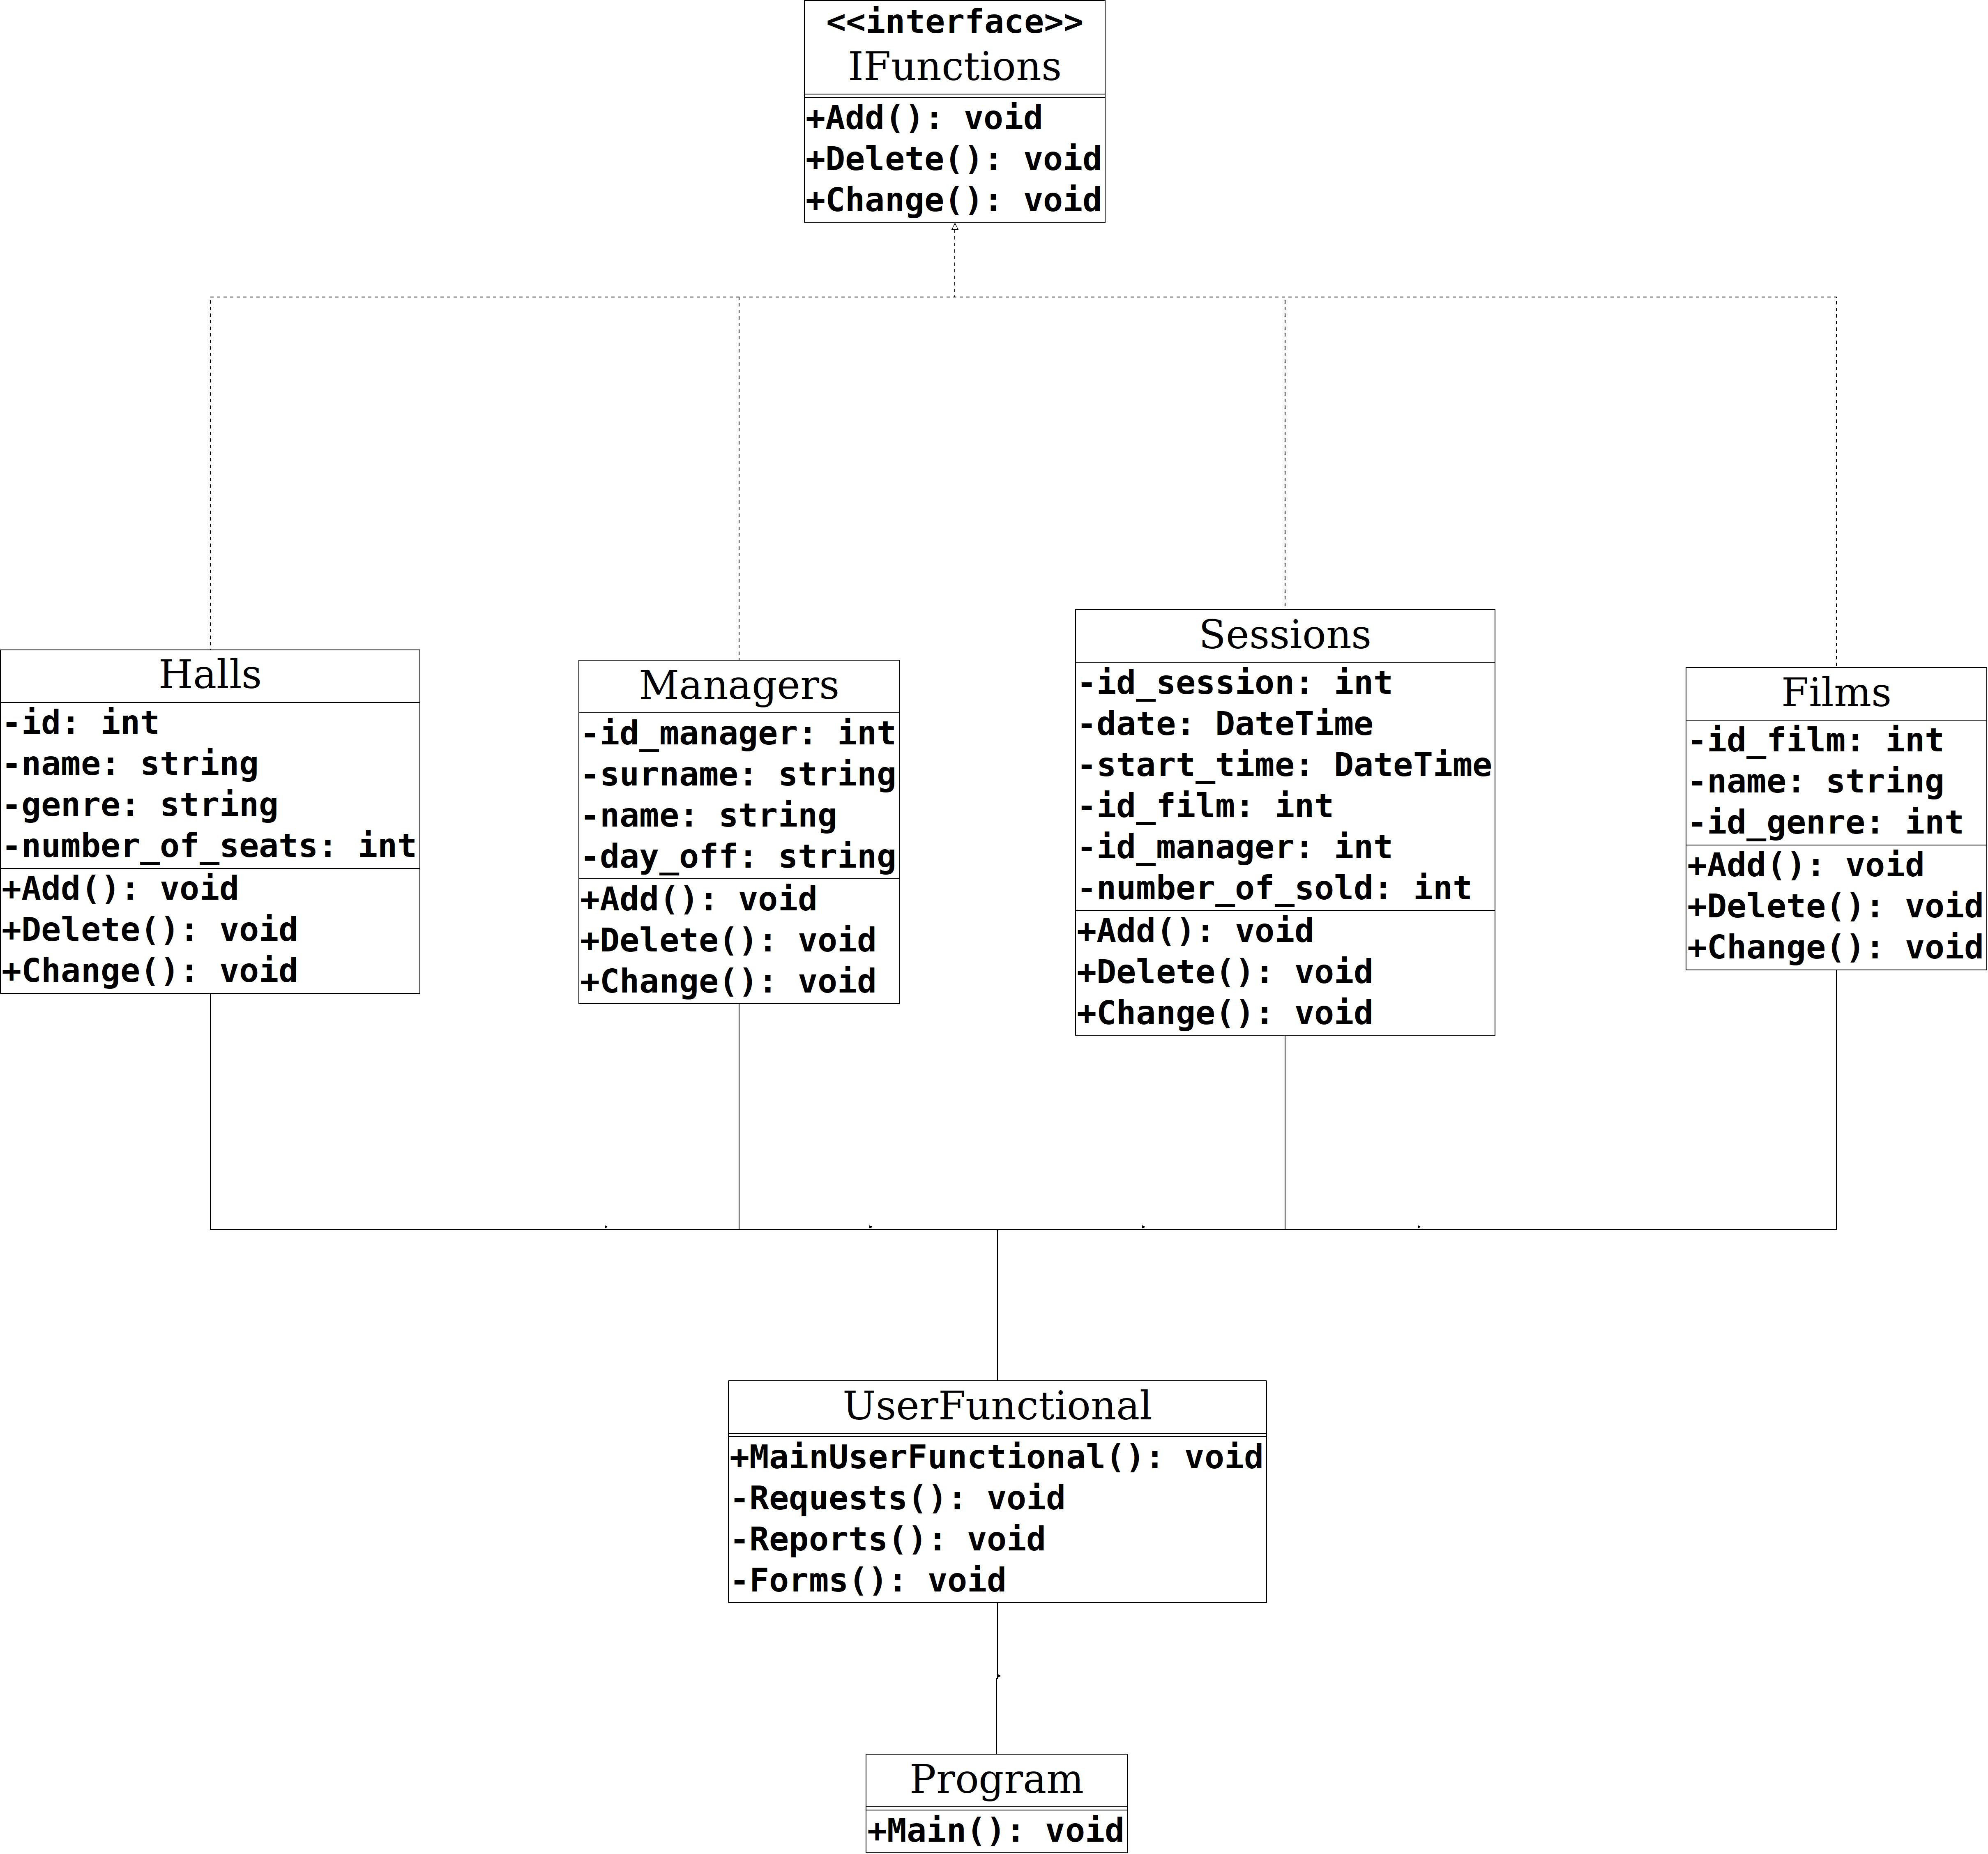 <<interface>>
IFunctions
+Add(): void
+Delete(): void
+Change(): void
Halls
-id: int
-name: string
-genre: string
-number_of_seats: int
+Add(): void
+Delete(): void
+Change(): void
Managers
-id_manager: int
-surname: string
-name: string
-day_off: string
+Add(): void
+Delete(): void
+Change(): void
Sessions
-id_session: int
-date: DateTime
-start_time: DateTime
-id_film: int
-id_manager: int
-number_of_sold: int
+Add(): void
+Delete(): void
+Change(): void
Films
-id_film: int
-name: string
-id_genre: int
+Add(): void
+Delete(): void
+Change(): void
UserFunctional
+MainUserFunctional(): void
-Requests(): void
-Reports(): void
-Forms(): void
Program
+Main(): void